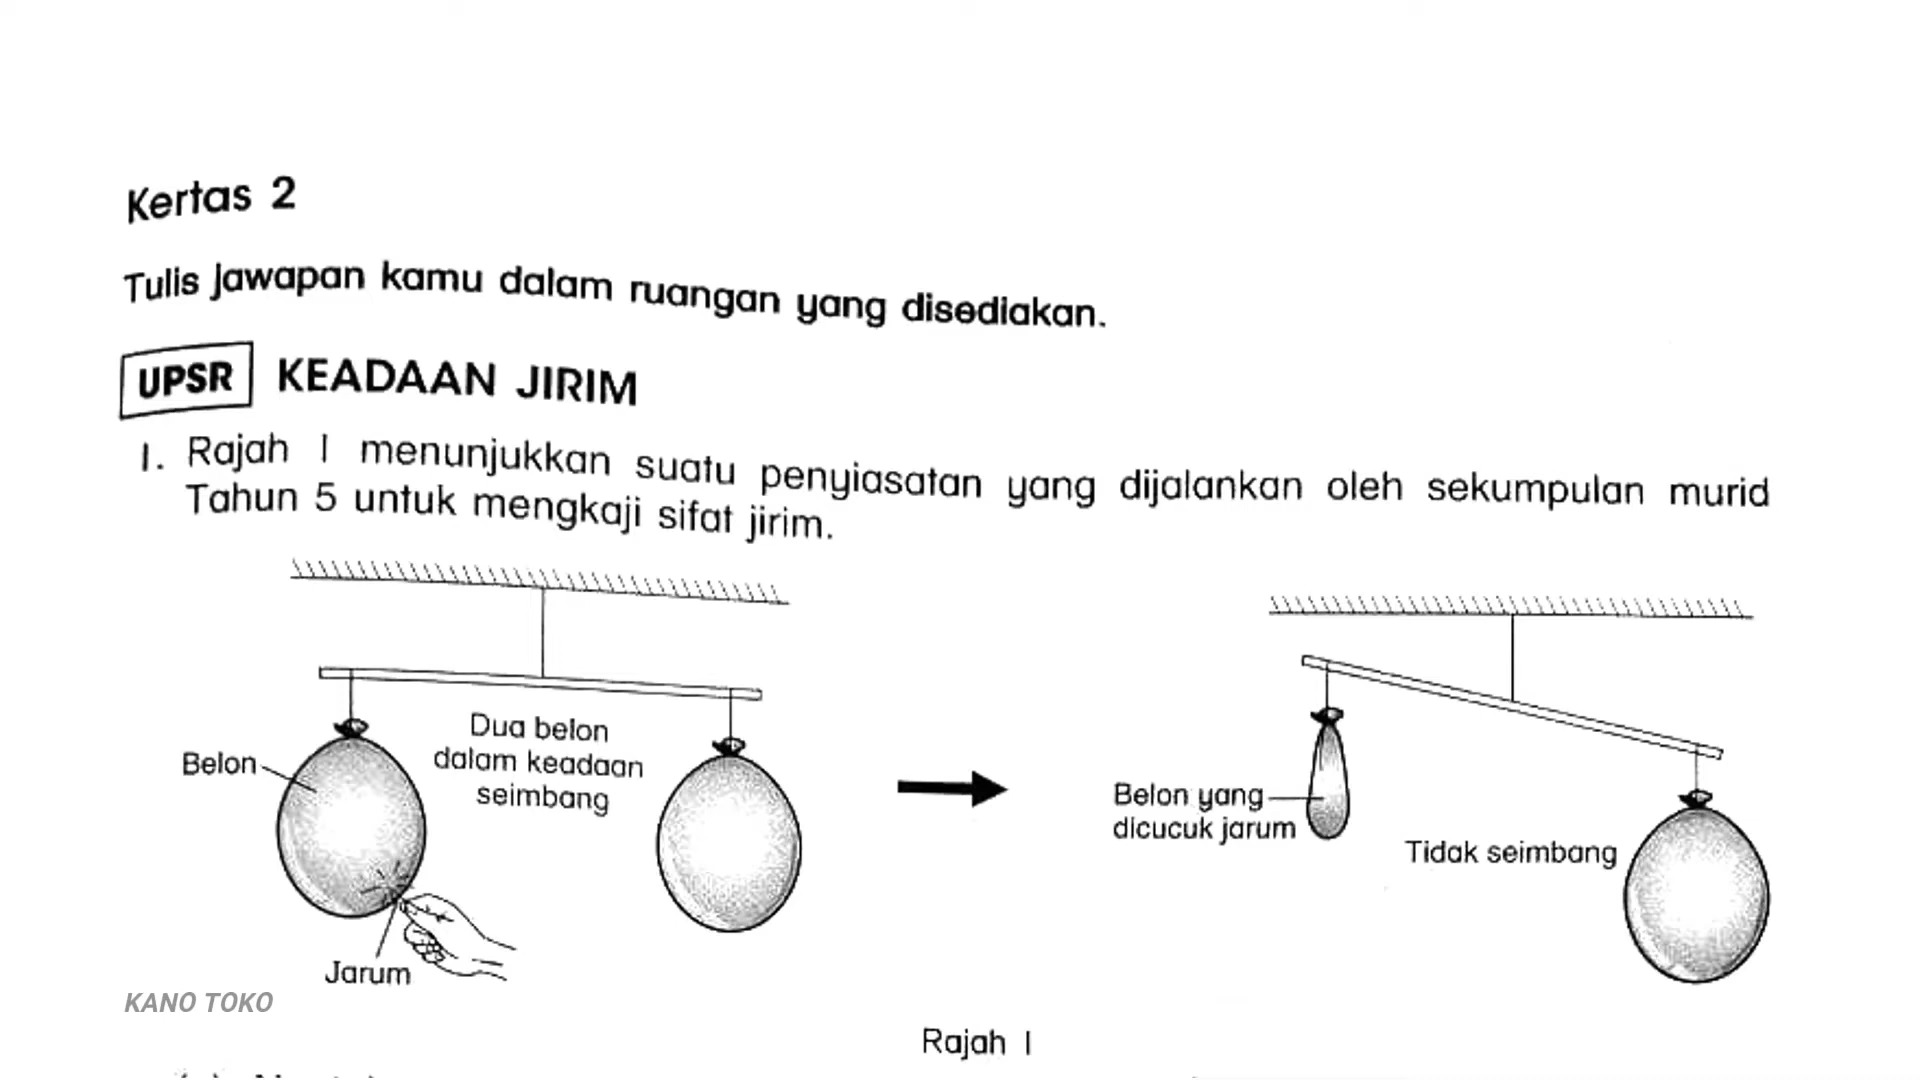 Kertas 2
Tulis jawapan kamu dalam ruangan yang disediakan.
UPSR KEADAAN JIRIM
1. Rajah 1 menunjukkan suatu penyiasatan yang dijalankan oleh sekumpulan murid
Tahun 5 untuk mengkaji sifat jirim.
Belon
Dua belon
dalam keadaan
seimbang
Jarum
Belon yang
dicucuk jarum
Tidak seimbang
KANO TOKO
Rajah 1